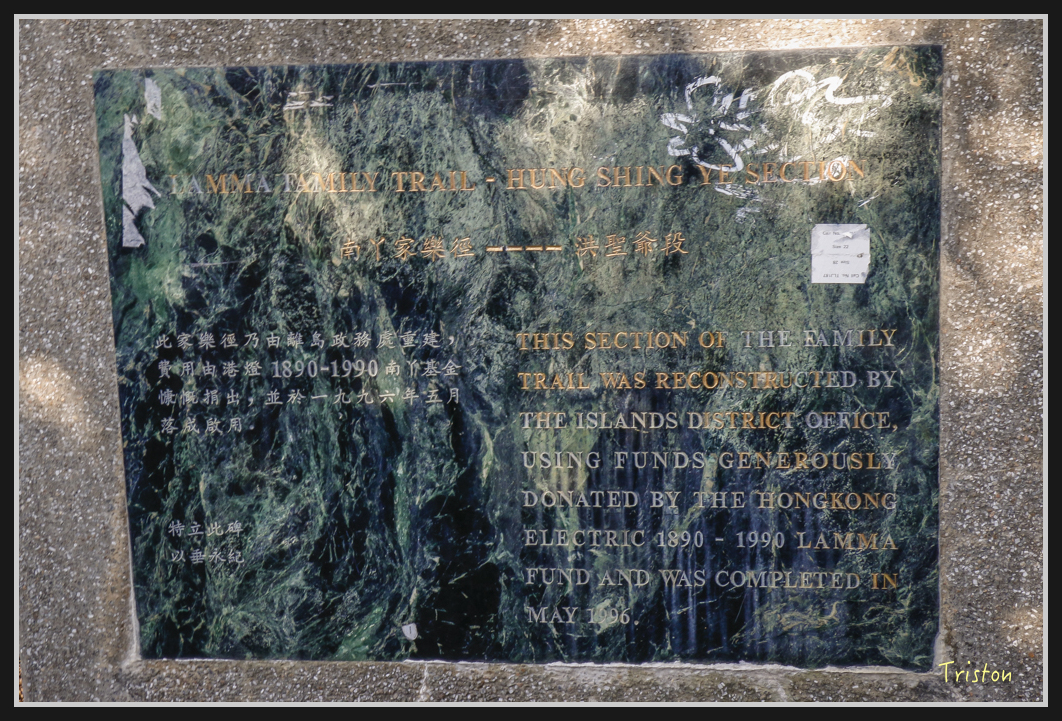 LAMMA FAMILY TRAIL - HUNG SHING YE SECTION
南丫家樂徑 ---- 洪聖爺段
此家樂徑乃由離島政務處重建，
費用由港燈 1890-1990 南丫基金
慷慨捐出，並於一九九六年五月
落成啟用。
特立此碑
以垂永紀
THIS SECTION OF THE FAMILY
TRAIL WAS RECONSTRUCTED BY
THE ISLANDS DISTRICT OFFICE,
USING FUNDS GENEROUSLY
DONATED BY THE HONGKONG
ELECTRIC 1890 - 1990 LAMMA
FUND AND WAS COMPLETED IN
MAY 1996.
Triston